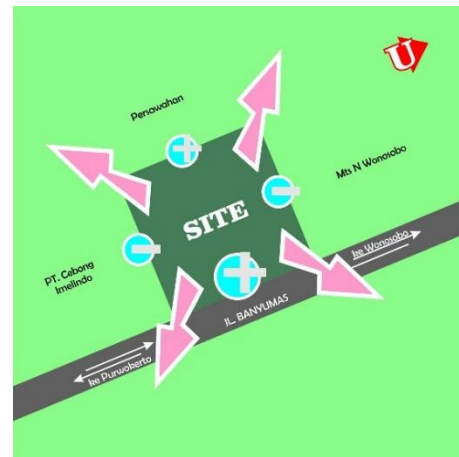 U
Persawahan
Mts N Wonosobo
SITE
PT. Cebong
Imelindo
ke Wonosobo
JL. BANYUMAS
ke Purwokerto